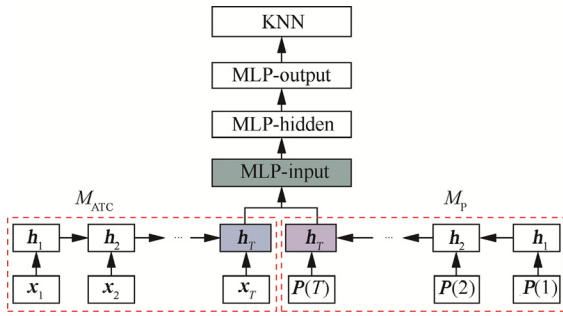 KNN
MLP-output
MLP-hidden
MLP-input
M_ATC
M_P
h_1 h_2 ··· h_T h_T ··· h_2 h_1
x_1 x_2 x_T P(T) P(2) P(1)